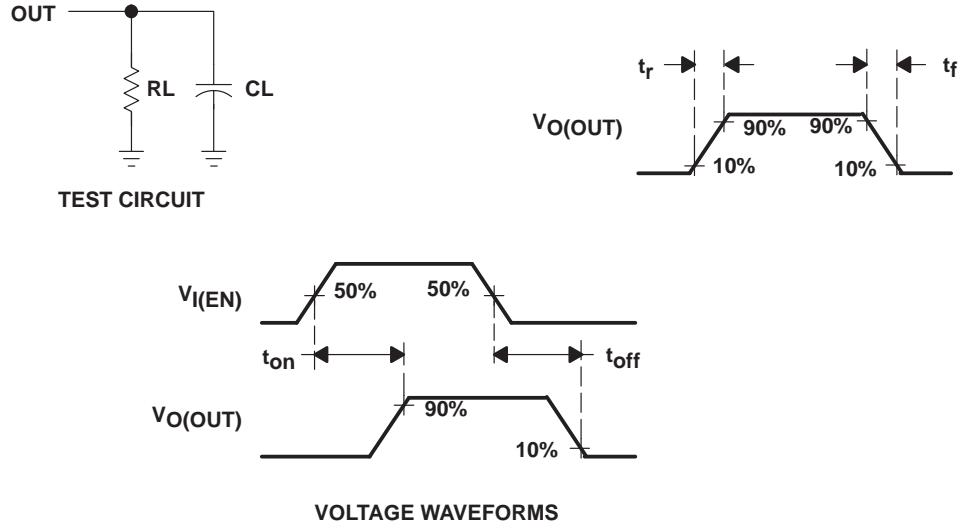 OUT
RL CL
TEST CIRCUIT
tr tf
VO(OUT)
90% 90%
10% 10%
VI(EN)
50% 50%
ton toff
VO(OUT)
90%
10%
VOLTAGE WAVEFORMS